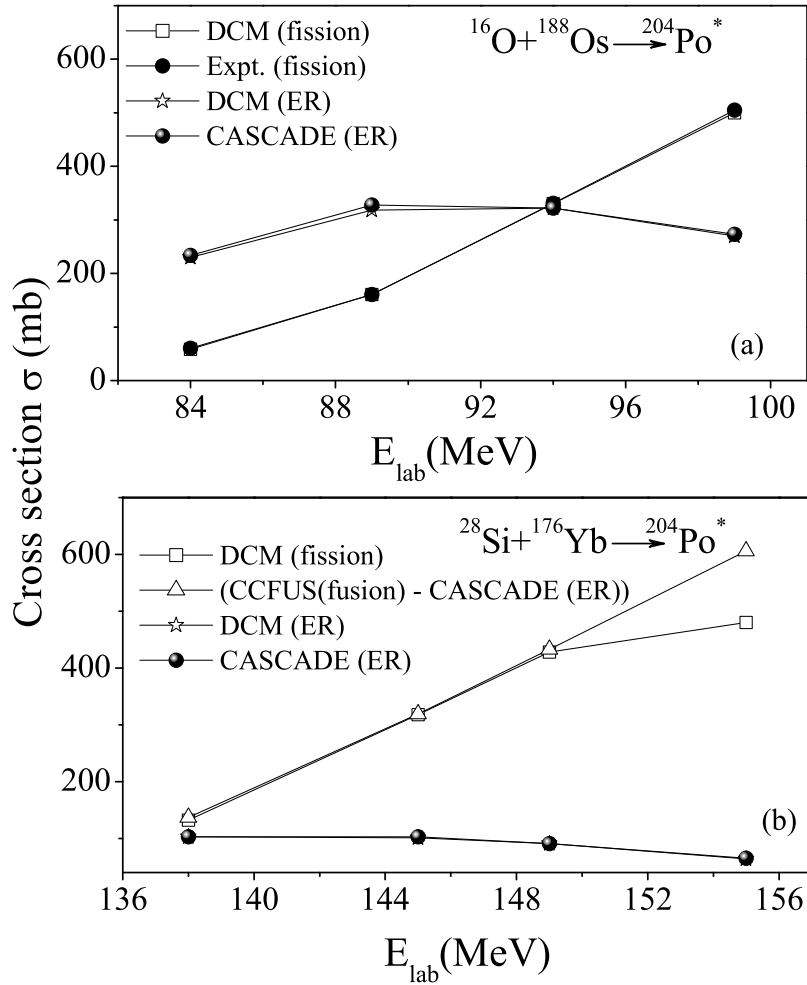 Cross section σ (mb)
DCM (fission)
Expt. (fission)
DCM (ER)
CASCADE (ER)
¹⁶O+¹⁸⁸Os→²⁰⁴Po*
600
400
200
0
(a)
84 88 92 96 100
E_lab(MeV)
²⁸Si+¹⁷⁶Yb→²⁰⁴Po*
DCM (fission)
(CCFUS(fusion) - CASCADE (ER))
DCM (ER)
CASCADE (ER)
600
400
200
(b)
136 140 144 148 152 156
E_lab(MeV)